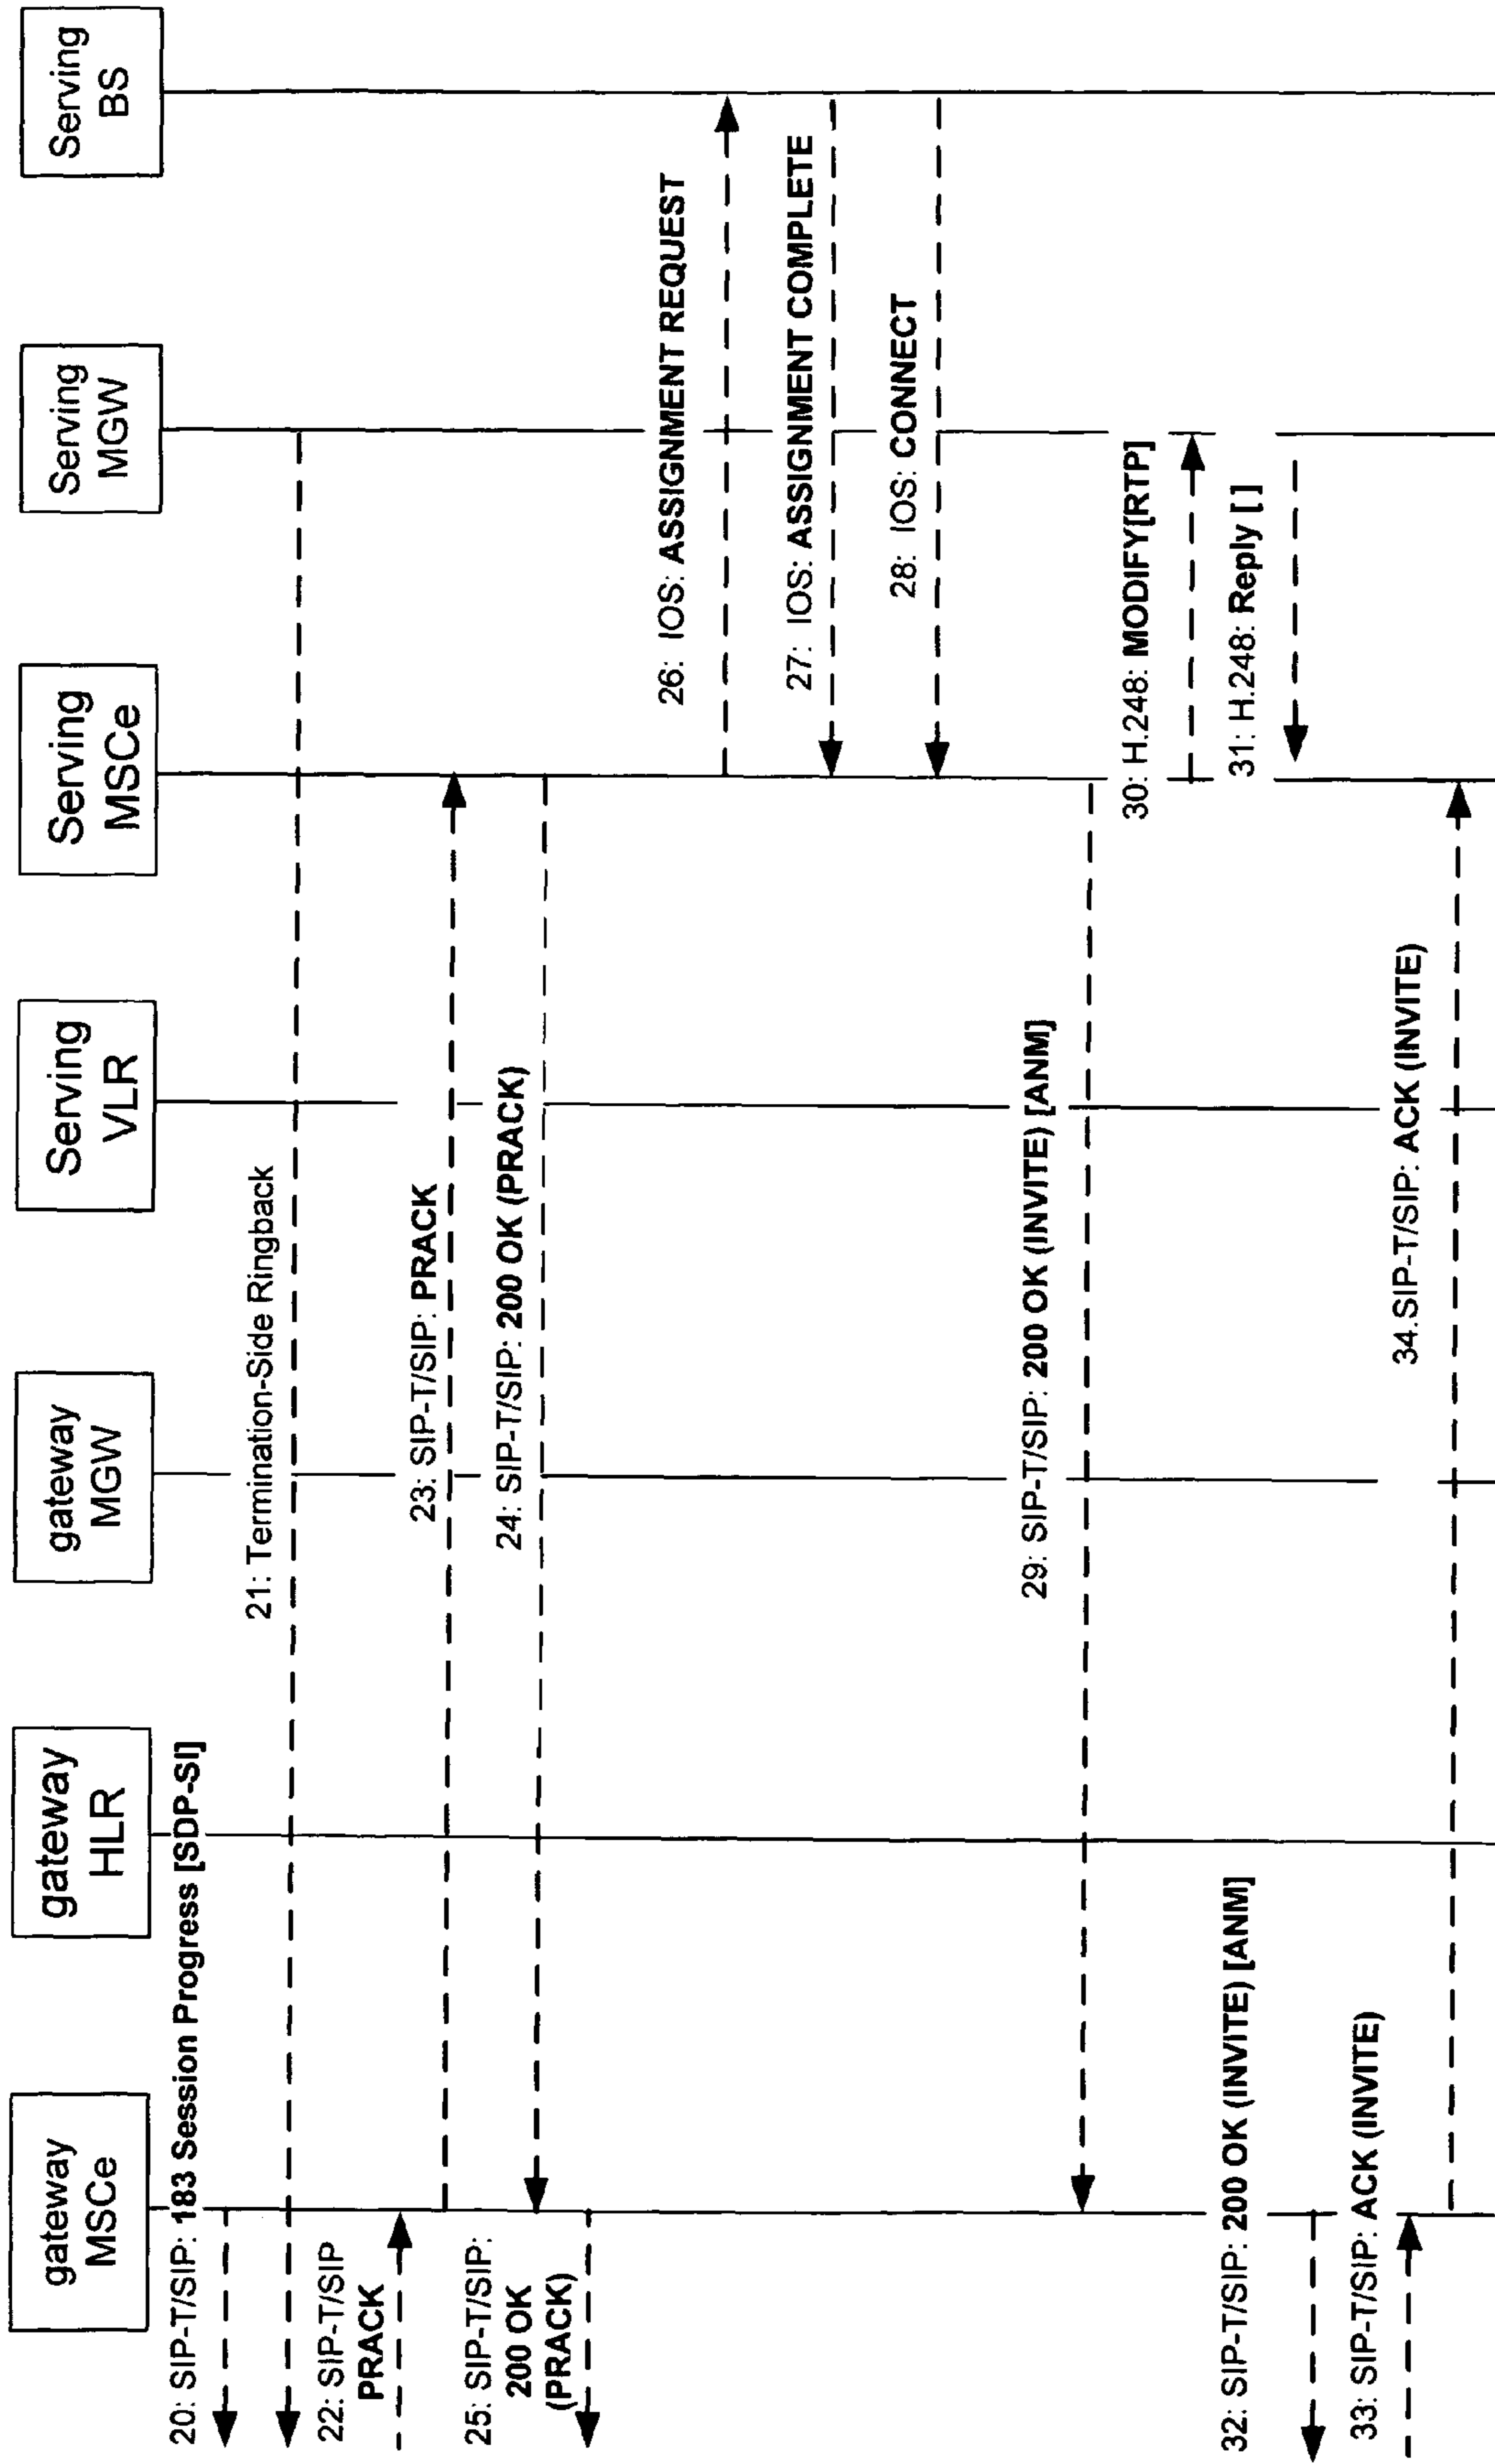 gateway
MSCe
gateway
HLR
gateway
MGW
Serving
VLR
Serving
MSCe
Serving
MGW
Serving
BS
20: SIP-T/SIP: 183 Session Progress [SDP-SI]
21: Termination-Side Ringback
22: SIP-T/SIP
PRACK
23: SIP-T/SIP: PRACK
24: SIP-T/SIP: 200 OK (PRACK)
25: SIP-T/SIP:
200 OK
(PRACK)
26: IOS: ASSIGNMENT REQUEST
27: IOS: ASSIGNMENT COMPLETE
28: IOS: CONNECT
29: SIP-T/SIP: 200 OK (INVITE) [ANM]
30: H.248: MODIFY[RTP]
31: H.248: Reply [ ]
32: SIP-T/SIP: 200 OK (INVITE) [ANM]
33: SIP-T/SIP: ACK (INVITE)
34.SIP-T/SIP: ACK (INVITE)